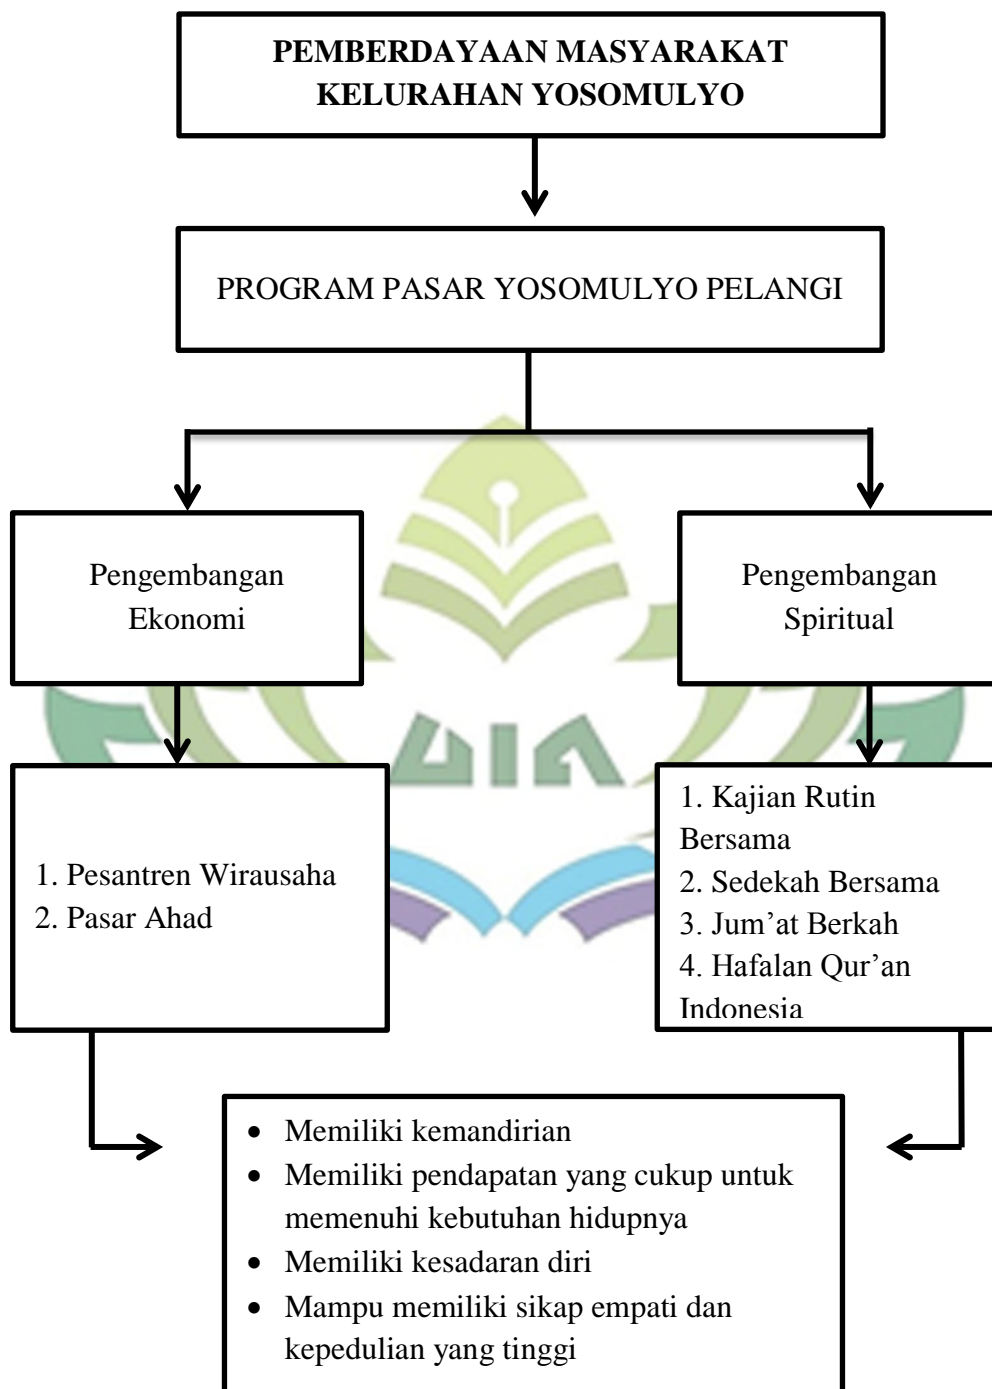 PEMBERDAYAAN MASYARAKAT
KELURAHAN YOSOMULYO
PROGRAM PASAR YOSOMULYO PELANGI
Pengembangan
Ekonomi
Pengembangan
Spiritual
1. Pesantren Wirausaha
2. Pasar Ahad
1. Kajian Rutin
Bersama
2. Sedekah Bersama
3. Jum’at Berkah
4. Hafalan Qur’an
Indonesia
• Memiliki kemandirian
• Memiliki pendapatan yang cukup untuk
memenuhi kebutuhan hidupnya
• Memiliki kesadaran diri
• Mampu memiliki sikap empati dan
kepedulian yang tinggi